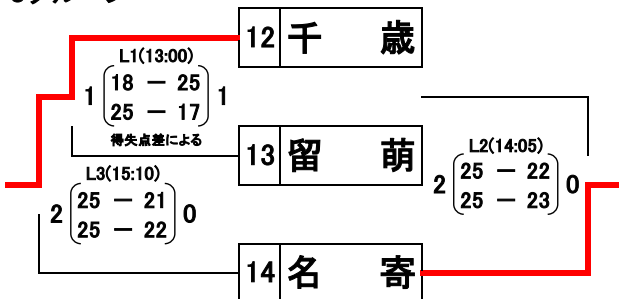 12 千 歳
L1(13:00)
1 18 － 25 1
25 － 17
得失点差による
13 留 萌
L2(14:05)
2 25 － 22 0
25 － 23
L3(15:10)
2 25 － 21 0
25 － 22
14 名 寄